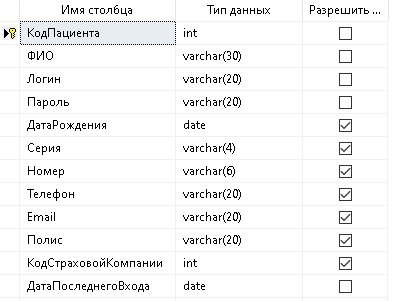 Имя столбца Тип данных Разрешить ...
КодПациента int
ФИО varchar(30)
Логин varchar(20)
Пароль varchar(20)
ДатаРождения date
Серия varchar(4)
Номер varchar(6)
Телефон varchar(20)
Email varchar(20)
Полис varchar(20)
КодСтраховойКомпании int
ДатаПоследнегоВхода date